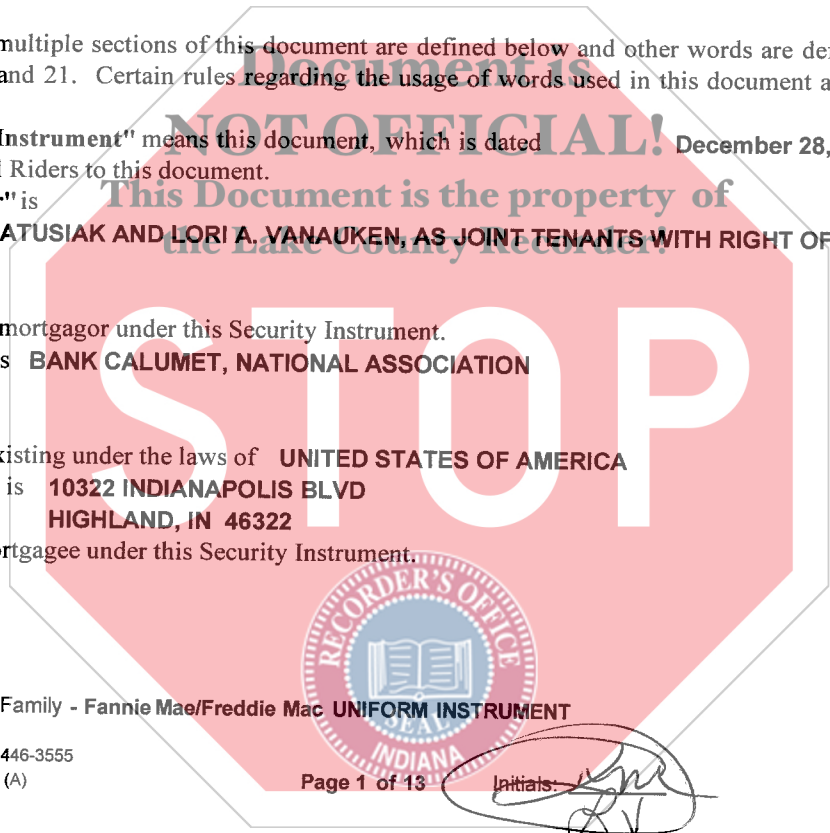 multiple sections of this document are defined below and other words are de
and 21. Certain rules regarding the usage of words used in this document a
Document is
Instrument" means this document, which is dated December 28,
NOT OFFICIAL!
Riders to this document.
" is
This Document is the property of
ATUSIAK AND LORI A. VANAUKEN, AS JOINT TENANTS WITH RIGHT OF
the Lake County Recorder!
mortgagor under this Security Instrument.
s BANK CALUMET, NATIONAL ASSOCIATION
STOP
xisting under the laws of UNITED STATES OF AMERICA
is 10322 INDIANAPOLIS BLVD
HIGHLAND, IN 46322
rtgagee under this Security Instrument.
RECORDER'S OFFICE
SEAL
INDIANA
Family - Fannie Mae/Freddie Mac UNIFORM INSTRUMENT
446-3555
(A)
Page 1 of 13 Initials:
LV